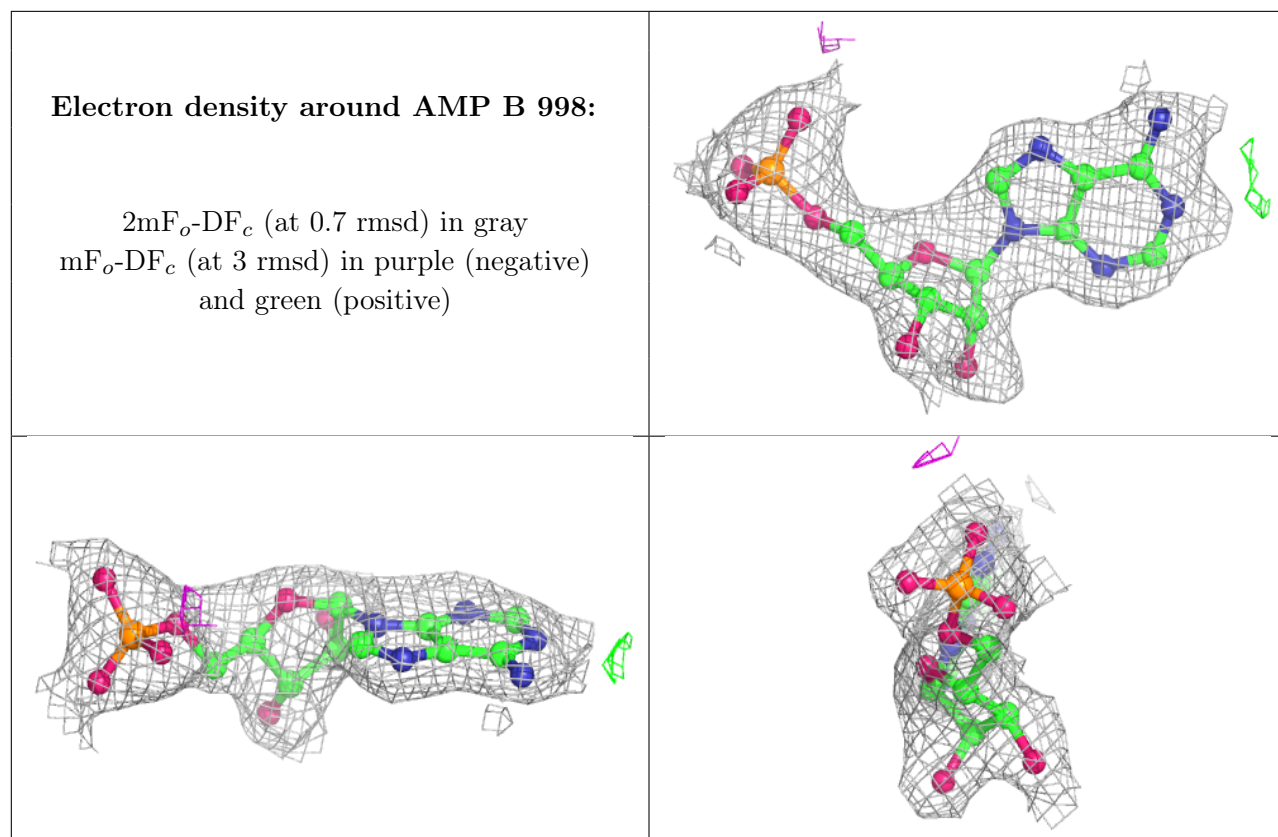 Electron density around AMP B 998:
2mFo-DFc (at 0.7 rmsd) in gray
mFo-DFc (at 3 rmsd) in purple (negative)
and green (positive)